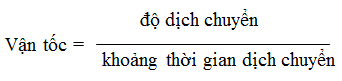 độ dịch chuyển
Vận tốc =
khoảng thời gian dịch chuyển